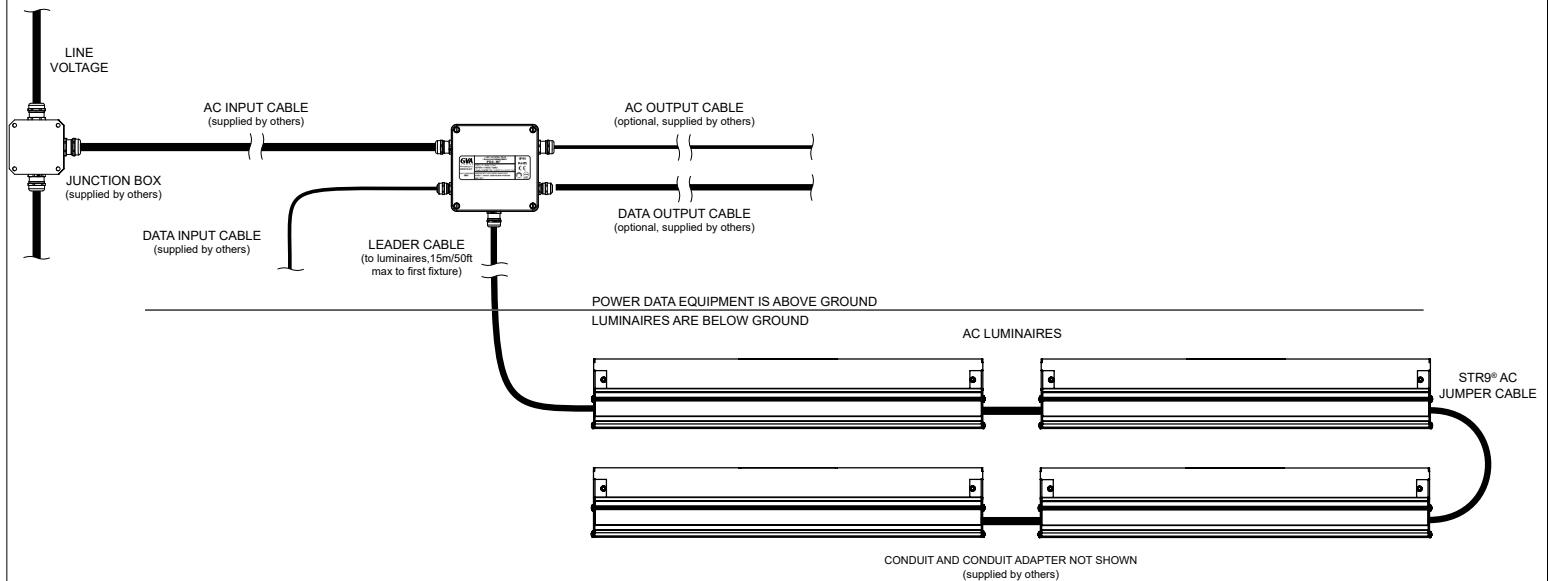 LINE
VOLTAGE
AC INPUT CABLE
(supplied by others)
AC OUTPUT CABLE
(optional, supplied by others)
GVA
JUNCTION BOX
(supplied by others)
DATA INPUT CABLE
(supplied by others)
LEADER CABLE
(to luminaires,15m/50ft
max to first fixture)
DATA OUTPUT CABLE
(optional, supplied by others)
POWER DATA EQUIPMENT IS ABOVE GROUND
LUMINAIRES ARE BELOW GROUND
AC LUMINAIRES
STR9® AC
JUMPER CABLE
CONDUIT AND CONDUIT ADAPTER NOT SHOWN
(supplied by others)